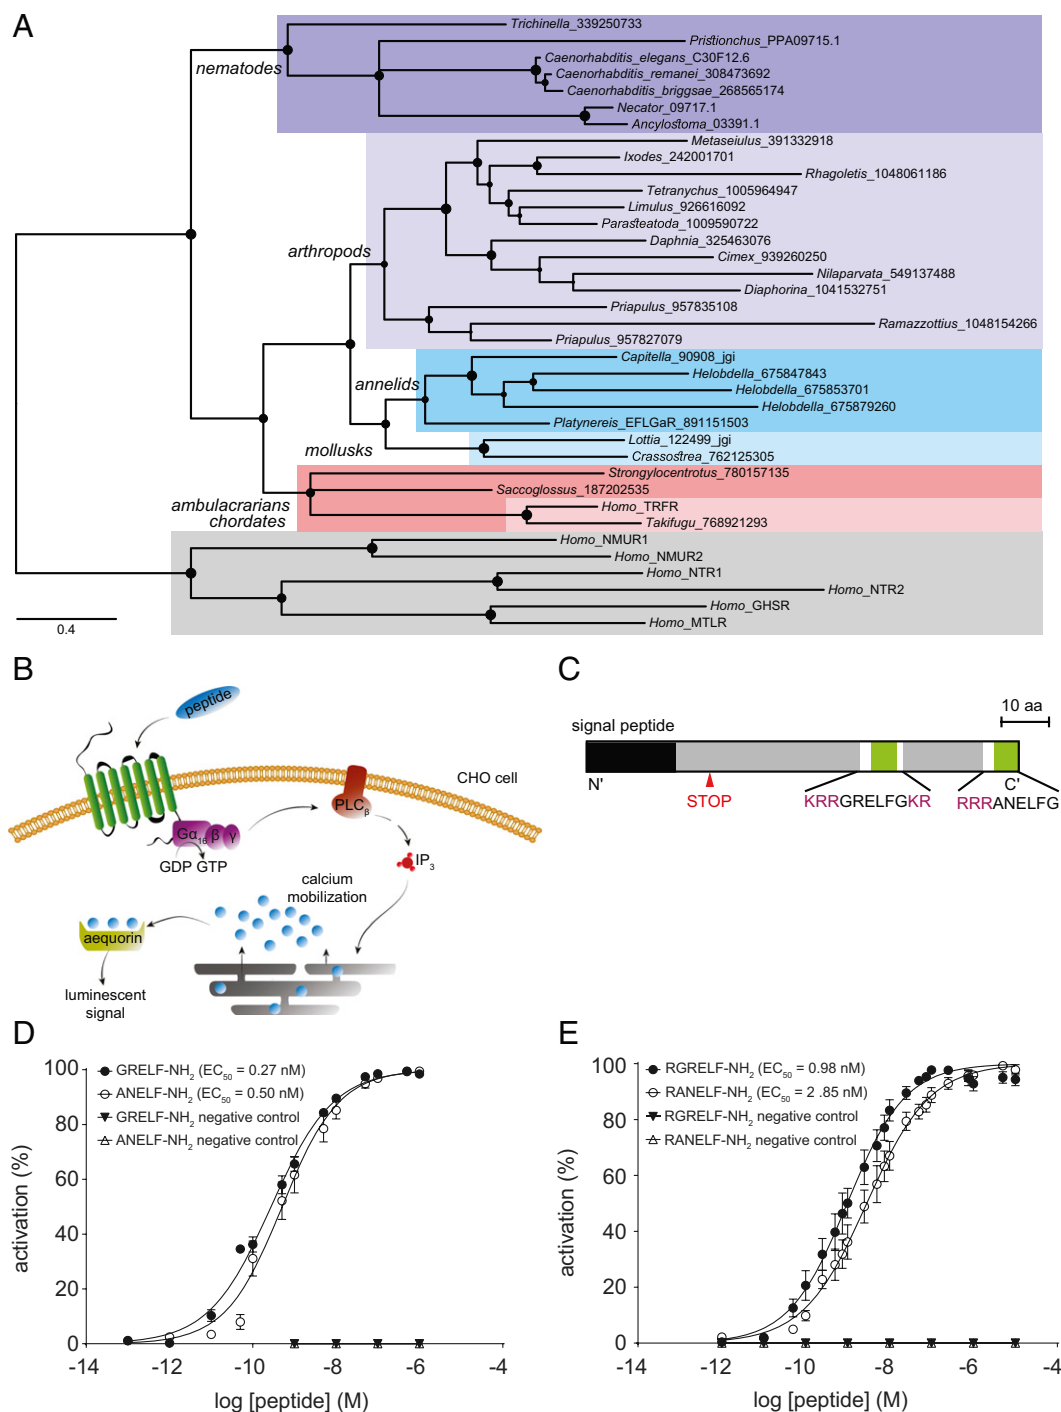 A
Trichinella_339250733
Pristionchus_PPA09715.1
nematodes
Caenorhabditis_elegans_C30F12.6
Caenorhabditis_remanei_308473692
Caenorhabditis_briggsae_268565174
Necator_09717.1
Ancylostoma_03391.1
Metaseiulus_391332918
Ixodes_242001701
Rhagoletis_1048061186
Tetranychus_1005964947
Limulus_926616092
Parasteatoda_1009590722
arthropods
Daphnia_325463076
Cimex_939260250
Nilaparvata_549137488
Diaphorina_1041532751
Priapulus_957835108
Ramazzottius_1048154266
Priapulus_957827079
Capitella_90908_jgi
annelids
Helobdella_675847843
Helobdella_675853701
Helobdella_675879260
Platynereis_EFLGaR_891151503
mollusks
Lottia_122499_jgi
Crassostrea_762125305
Strongylocentrotus_780157135
Saccoglossus_187202535
ambulacrarians
chordates
Homo_TRFR
Takifugu_768921293
Homo_NMUR1
Homo_NMUR2
Homo_NTR1
Homo_NTR2
Homo_GHSR
Homo_MTLR
0.4
B
peptide
CHO cell
PLCβ
Gα16 β γ
GDP GTP
IP3
calcium
mobilization
aequorin
luminescent
signal
C
10 aa
signal peptide
N'
C'
STOP
KRRGRELFGKR
RRRANELFG
D
GRELF-NH2 (EC50 = 0.27 nM)
ANELF-NH2 (EC50 = 0.50 nM)
GRELF-NH2 negative control
ANELF-NH2 negative control
100
80
60
40
20
0
activation (%)
-14 -12 -10 -8 -6 -4
log [peptide] (M)
E
RGRELF-NH2 (EC50 = 0.98 nM)
RANELF-NH2 (EC50 = 2 .85 nM)
RGRELF-NH2 negative control
RANELF-NH2 negative control
100
80
60
40
20
0
activation (%)
-14 -12 -10 -8 -6 -4
log [peptide] (M)